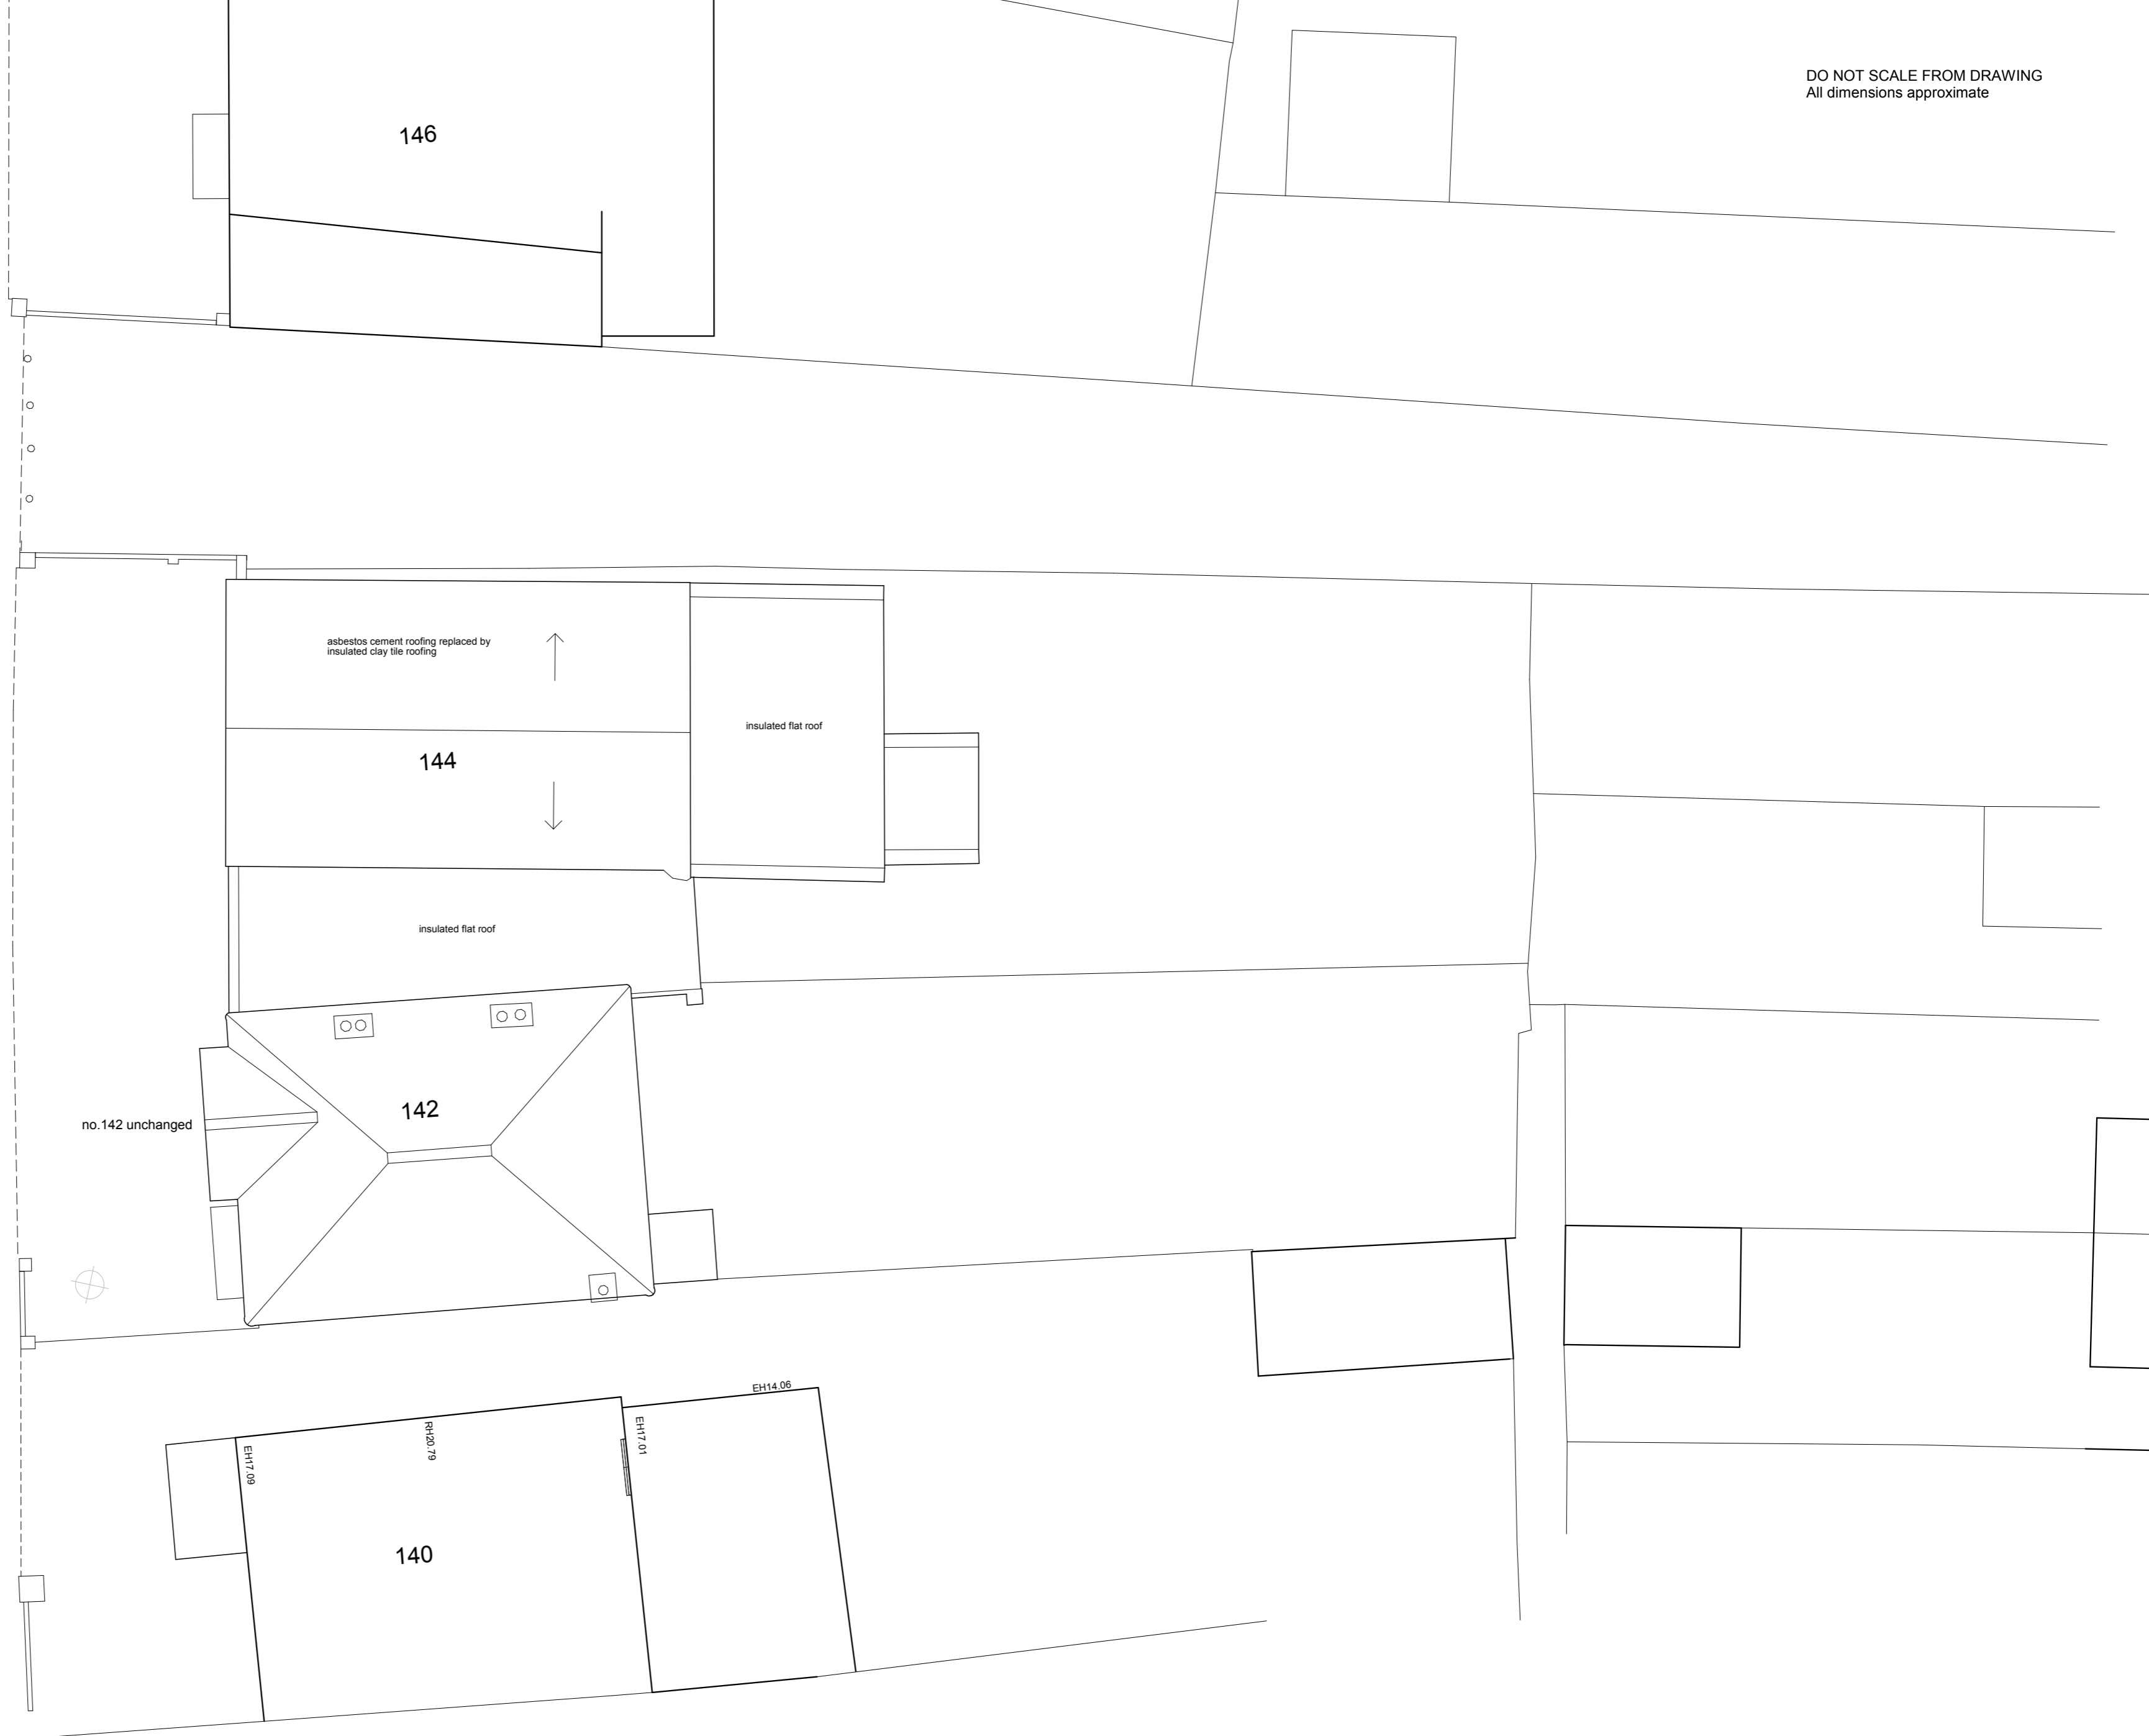 DO NOT SCALE FROM DRAWING
All dimensions approximate
146
asbestos cement roofing replaced by
insulated clay tile roofing
insulated flat roof
144
insulated flat roof
142
no.142 unchanged
EH14.06
EH17.01
RH20.79
EH17.09
140